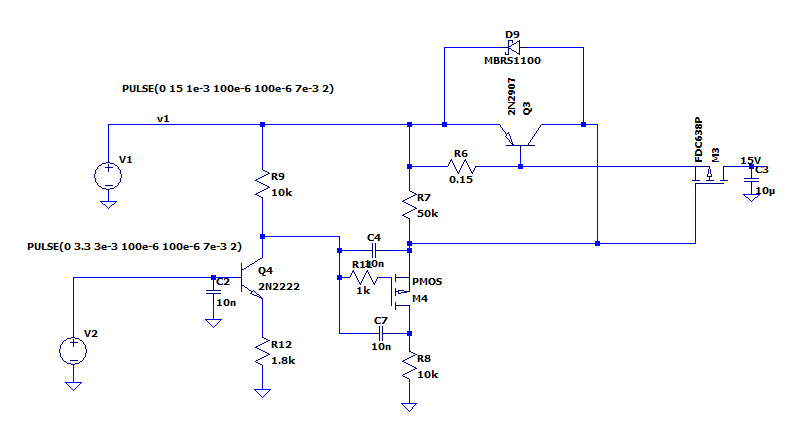 D9
MBRS1100
PULSE(0 15 1e-3 100e-6 100e-6 7e-3 2)
2N2907
Q3
v1
FDC638P
M3
V1
R9
10k
R6
0.15
15V
C3
10µ
R7
50k
PULSE(0 3.3 3e-3 100e-6 100e-6 7e-3 2)
C4
10n
Q4
2N2222
R11
1k
PMOS
M4
C2
10n
V2
C7
10n
R12
1.8k
R8
10k